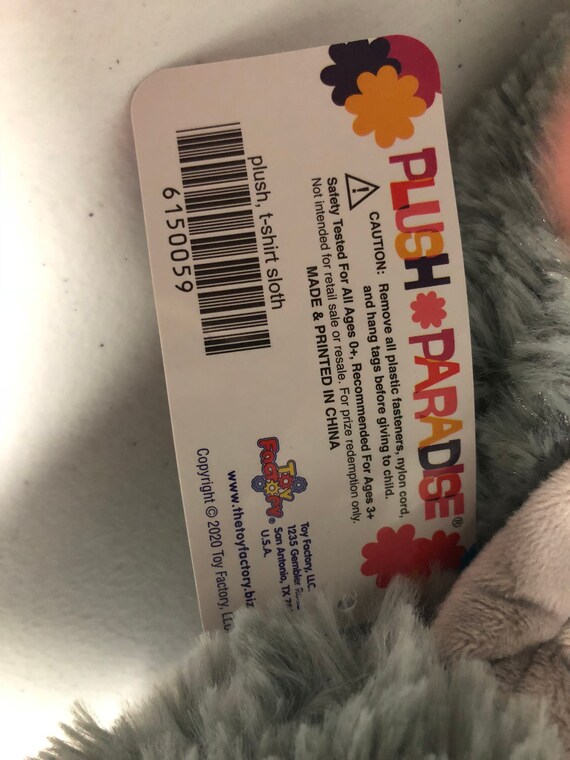 PLUSH PARADISE®
CAUTION: Remove all plastic fasteners, nylon cord,
and hang tags before giving to child.
Safety Tested For All Ages 0+, Recommended For Ages 3+
Not intended for retail sale or resale. For prize redemption only.
MADE & PRINTED IN CHINA
plush, t-shirt sloth
6150059
Toy Factory®
Toy Factory, LLC.
1235 Gembler
San Antonio, TX
U.S.A.
www.thetoyfactory.biz
Copyright © 2020 Toy Factory,